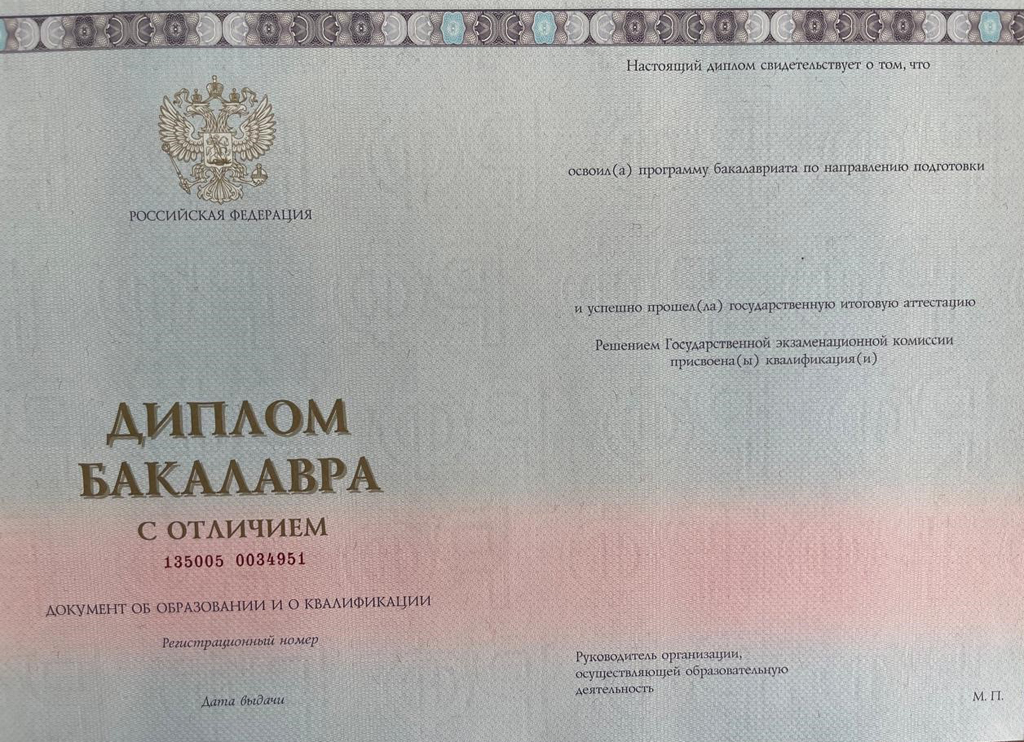 РОССИЙСКАЯ ФЕДЕРАЦИЯ
ДИПЛОМ
БАКАЛАВРА
С ОТЛИЧИЕМ
135005 0034951
ДОКУМЕНТ ОБ ОБРАЗОВАНИИ И О КВАЛИФИКАЦИИ
Регистрационный номер
Дата выдачи
Настоящий диплом свидетельствует о том, что
освоил(а) программу бакалавриата по направлению подготовки
и успешно прошел(ла) государственную итоговую аттестацию
Решением Государственной экзаменационной комиссии
присвоена(ы) квалификация(и)
Руководитель организации,
осуществляющей образовательную
деятельность
М. П.